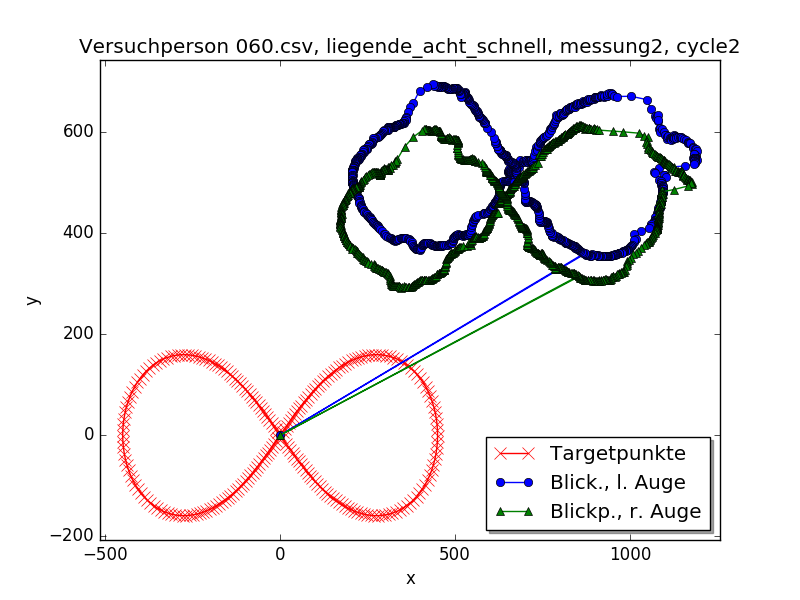 Versuchperson 060.csv, liegende_acht_schnell, messung2, cycle2
y
600
400
200
0
−200
−500
0
500
1000
x
Targetpunkte
Blick., l. Auge
Blickp., r. Auge